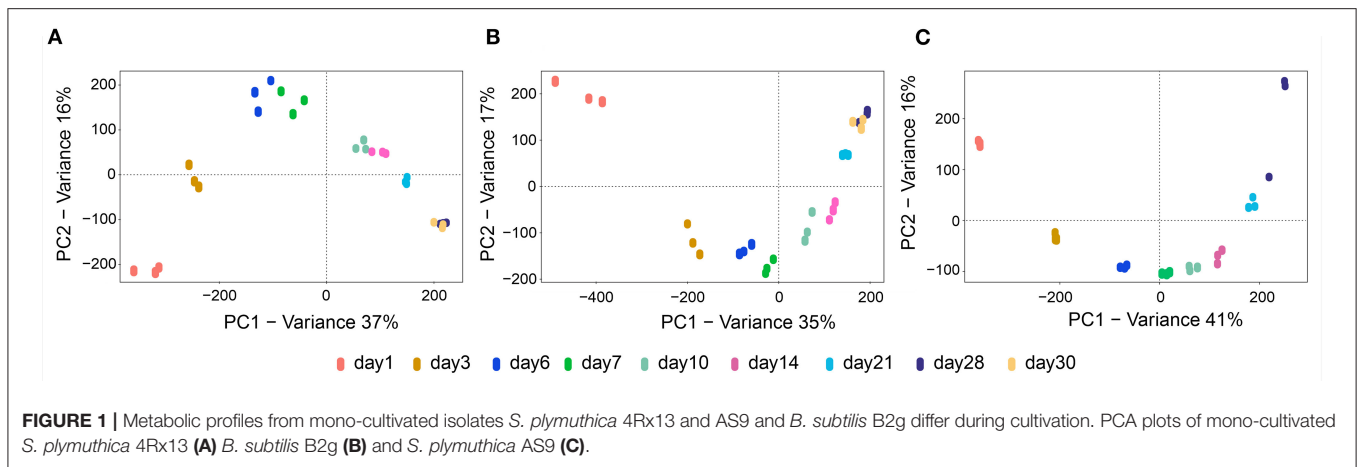 A
B
C
PC2 – Variance 16%
200
100
0
−100
−200
−200
0
200
PC1 – Variance 37%
PC2 – Variance 17%
200
100
0
−100
−200
−400
−200
0
200
PC1 – Variance 35%
PC2 – Variance 16%
200
100
0
−100
−200
0
200
PC1 – Variance 41%
day1 day3 day6 day7 day10 day14 day21 day28 day30
FIGURE 1 | Metabolic profiles from mono-cultivated isolates S. plymuthica 4Rx13 and AS9 and B. subtilis B2g differ during cultivation. PCA plots of mono-cultivated
S. plymuthica 4Rx13 (A) B. subtilis B2g (B) and S. plymuthica AS9 (C).